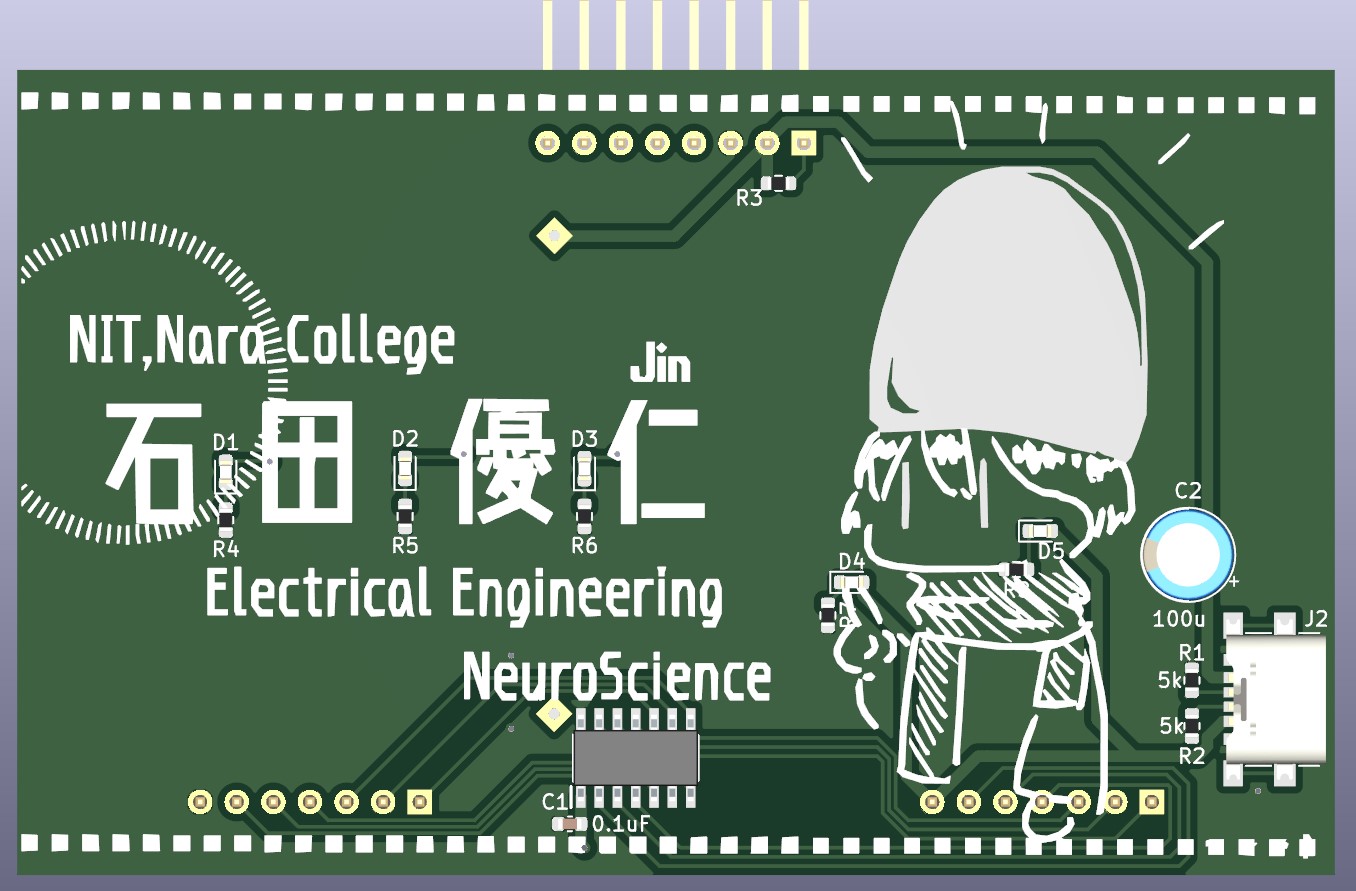 R3
NIT,Nara College
Jin
石田 優仁
D1
D2
D3
R4
R5
R6
Electrical Engineering
NeuroScience
D4
D5
R7
C2
+
100u
J2
R1
5k
5k
R2
C1
0.1uF